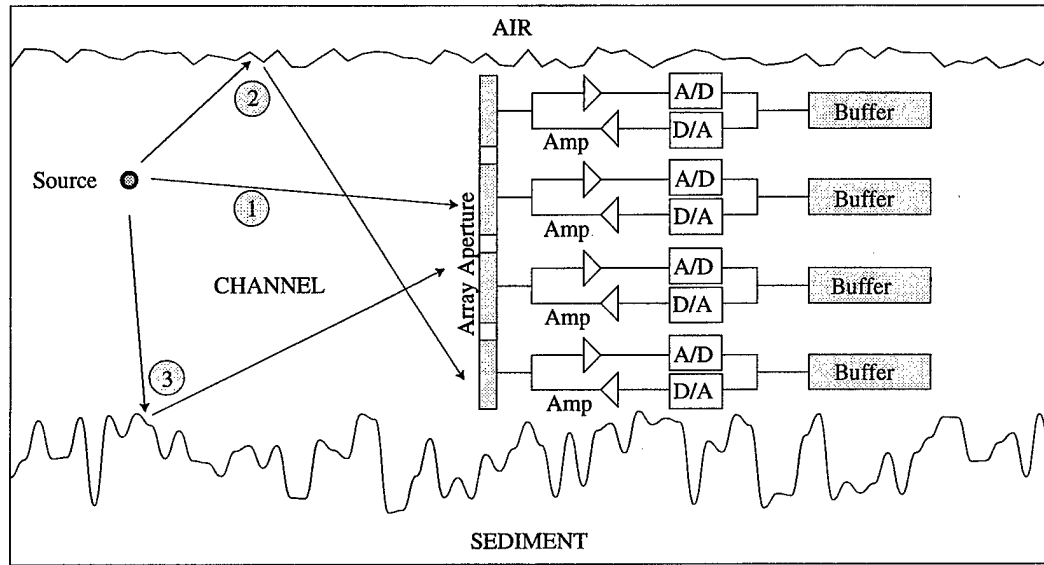 AIR
2
A/D
Buffer
D/A
Amp
Source
1
A/D
Buffer
D/A
Amp
Array Aperture
CHANNEL
A/D
Buffer
D/A
Amp
3
A/D
Buffer
D/A
Amp
SEDIMENT